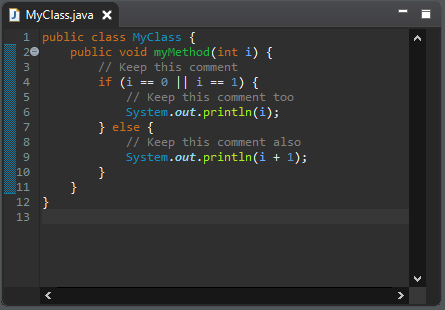 MyClass.java
1 public class MyClass {
2     public void myMethod(int i) {
3         // Keep this comment
4         if (i == 0 || i == 1) {
5             // Keep this comment too
6             System.out.println(i);
7         } else {
8             // Keep this comment also
9             System.out.println(i + 1);
10         }
11     }
12 }
13